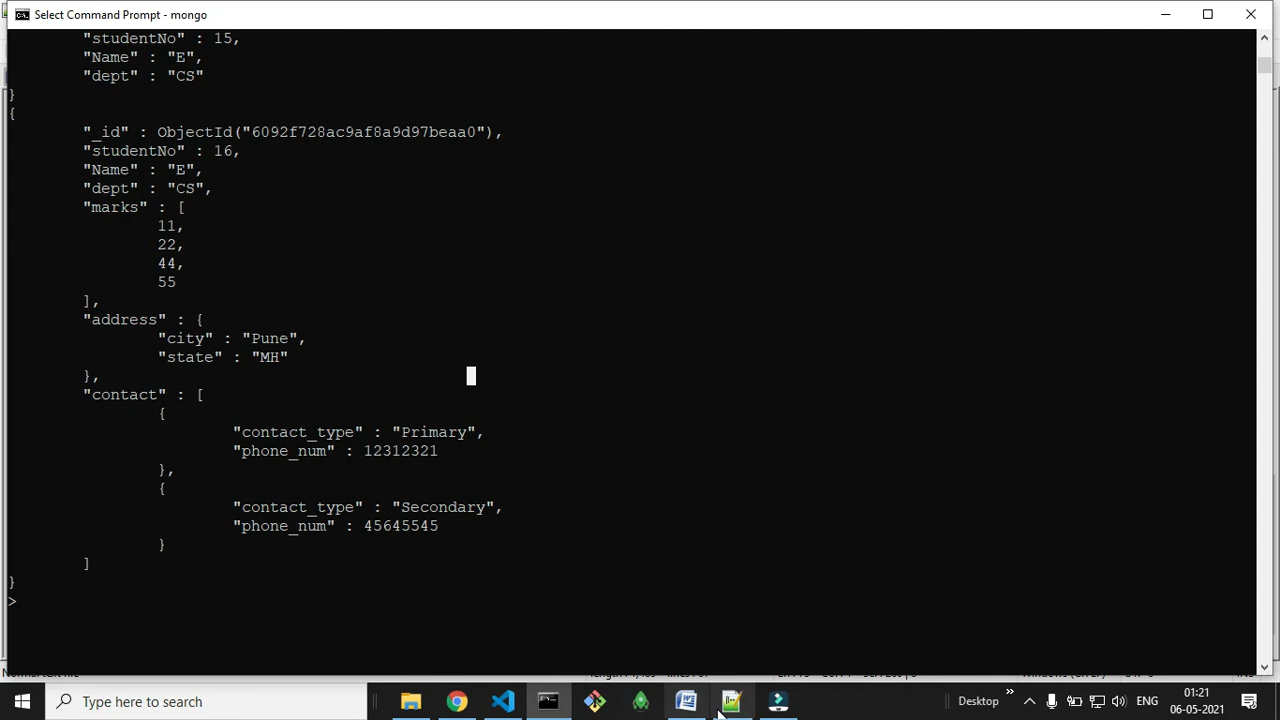 Select Command Prompt - mongo
"studentNo" : 15,
"Name" : "E",
"dept" : "CS"
}
{
"_id" : ObjectId("6092f728ac9af8a9d97beaa0"),
"studentNo" : 16,
"Name" : "E",
"dept" : "CS",
"marks" : [
11,
22,
44,
55
],
"address" : {
"city" : "Pune",
"state" : "MH"
},
"contact" : [
{
"contact_type" : "Primary",
"phone_num" : 12312321
},
{
"contact_type" : "Secondary",
"phone_num" : 45645545
}
]
}
>
Type here to search
Desktop
ENG
01:21
06-05-2021